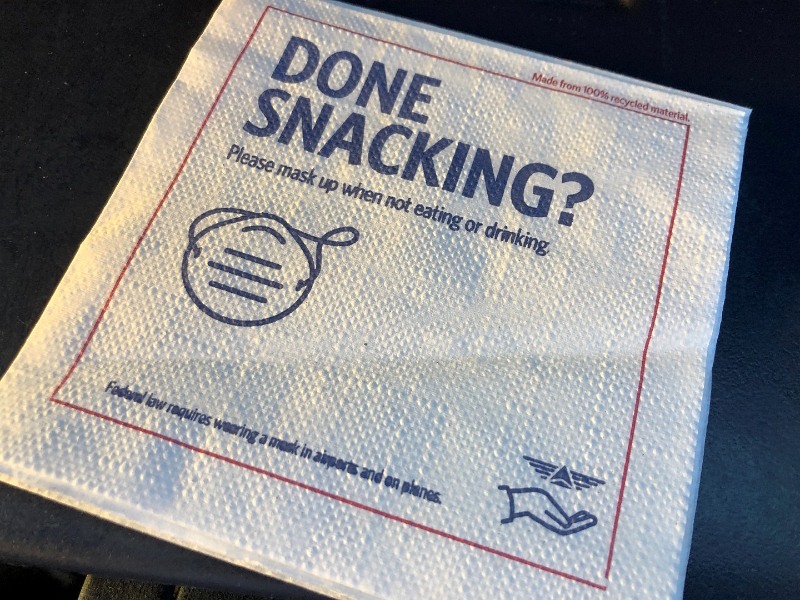 Made from 100% recycled material.
DONE
SNACKING?
Please mask up when not eating or drinking.
Federal law requires wearing a mask in airports and on planes.